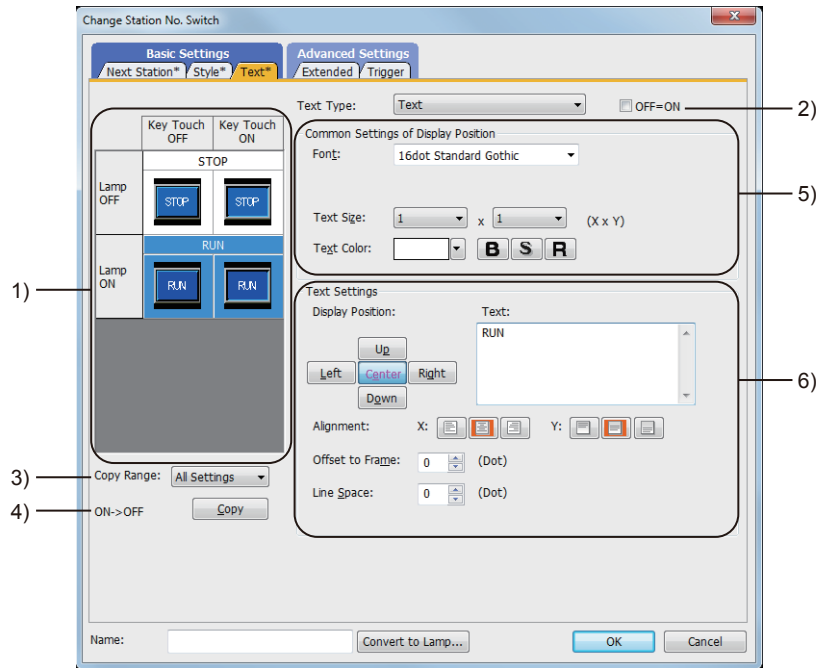 Change Station No. Switch
x
Basic Settings
Advanced Settings
Next Station* Style* Text*
Extended Trigger
Text Type: Text OFF=ON
2)
Key Touch OFF
Key Touch ON
Common Settings of Display Position
Font: 16dot Standard Gothic
STOP
Lamp OFF
STOP STOP
5)
Text Size: 1 x 1 (X x Y)
RUN
Text Color: B S R
Lamp ON
RUN RUN
1)
Text Settings
Display Position: Text:
RUN
Up
Left Center Right
Down
6)
Alignment: X: Y:
Offset to Frame: 0 (Dot)
3)
Copy Range: All Settings
Line Space: 0 (Dot)
4)
ON->OFF Copy
Name: Convert to Lamp... OK Cancel